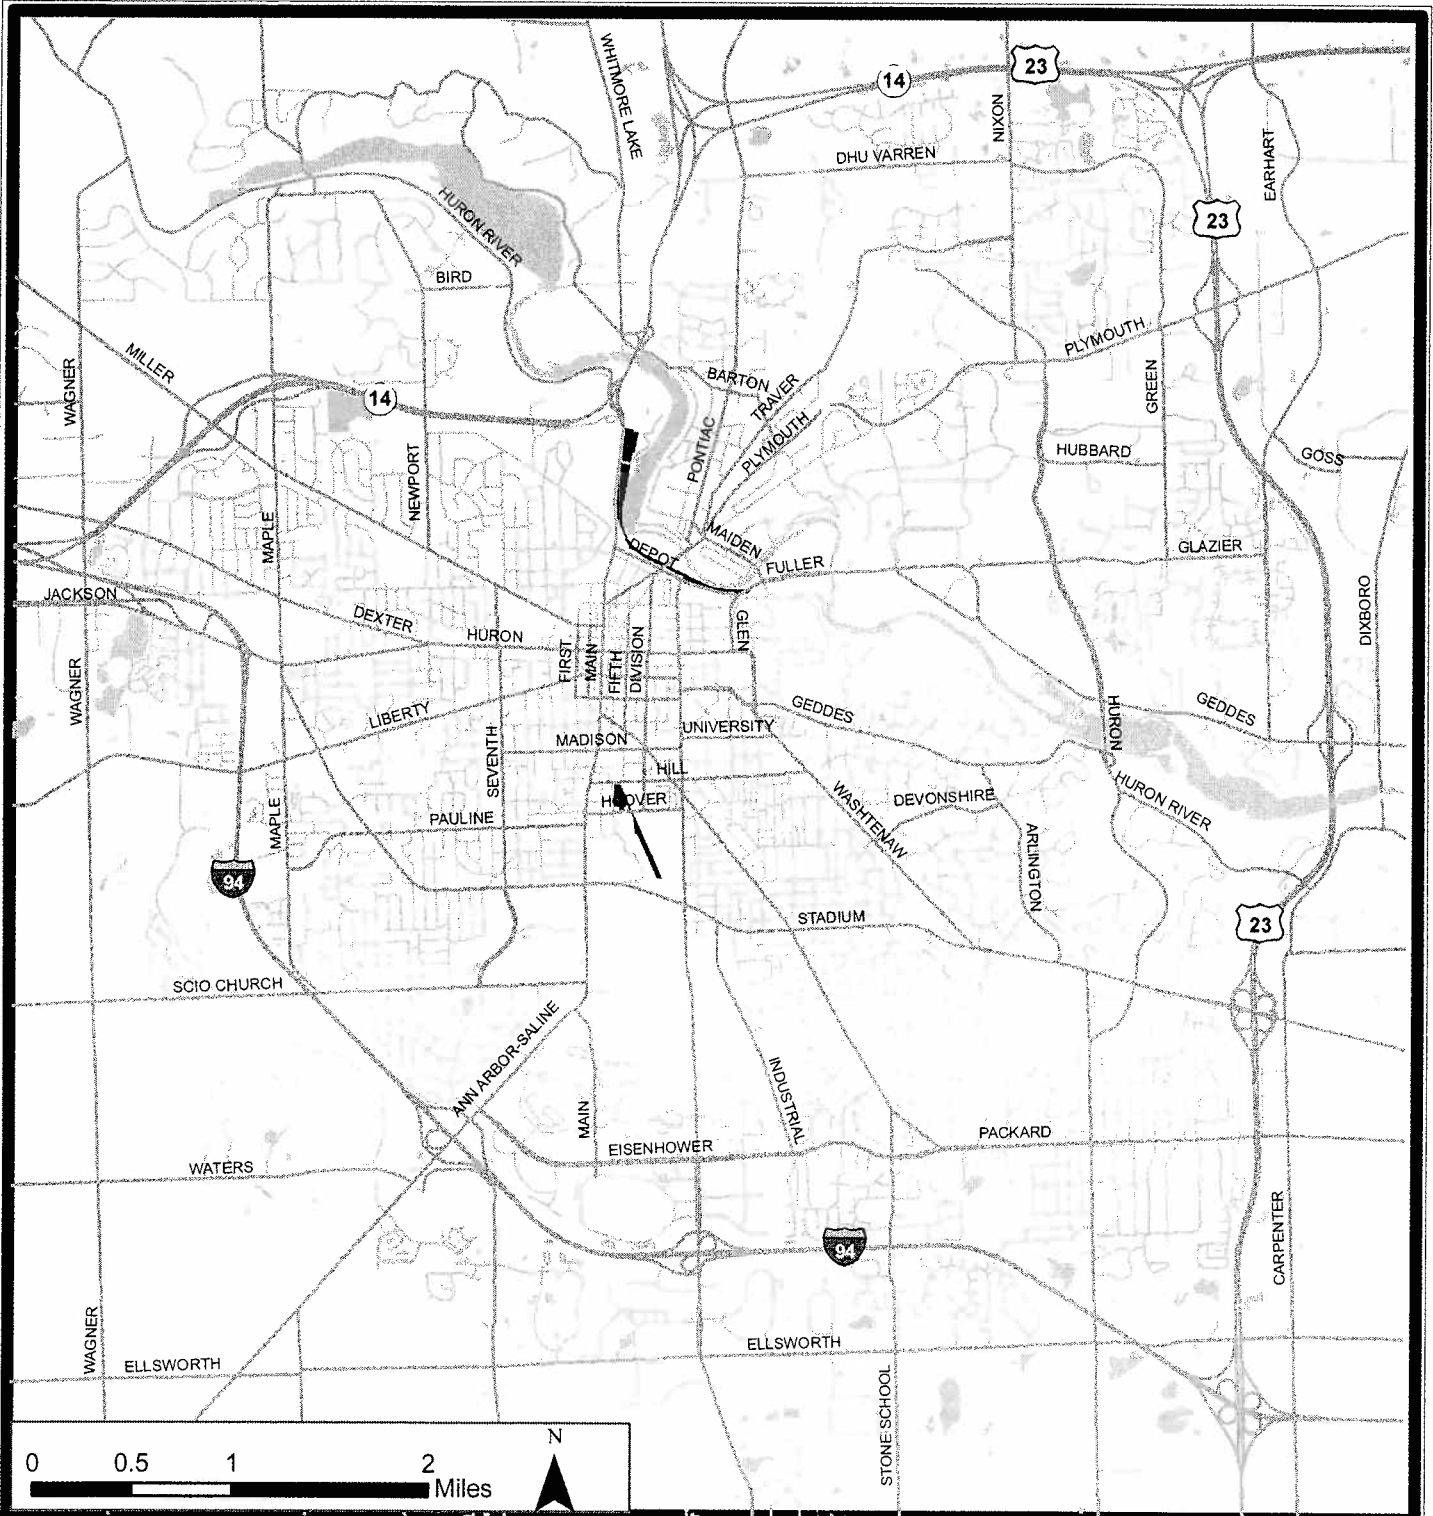 WHITMORE LAKE
14
23
NIXON
DHU VARREN
EARHART
23
HURON RIVER
BIRD
PLYMOUTH
MILLER
WAGNER
14
BARTON
TRAVER
PLYMOUTH
PONTIAC
GREEN
NEWPORT
HUBBARD
GOSS
MAPLE
DEPOT
MAIDEN
FULLER
GLAZIER
JACKSON
DEXTER
HURON
GLEN
DIXBORO
FIRST
MAIN
FIFTH
DIVISION
WAGNER
LIBERTY
UNIVERSITY
GEDDES
GEDDES
HURON
MADISON
SEVENTH
HILL
HOOVER
WASHTENAW
DEVONSHIRE
HURON RIVER
MAPLE
PAULINE
ARLINGTON
94
STADIUM
23
SCIO CHURCH
ANN ARBOR-SALINE
INDUSTRIAL
MAIN
PACKARD
EISENHOWER
WATERS
94
CARPENTER
WAGNER
ELLSWORTH
ELLSWORTH
STONE SCHOOL
N
0 0.5 1 2
Miles